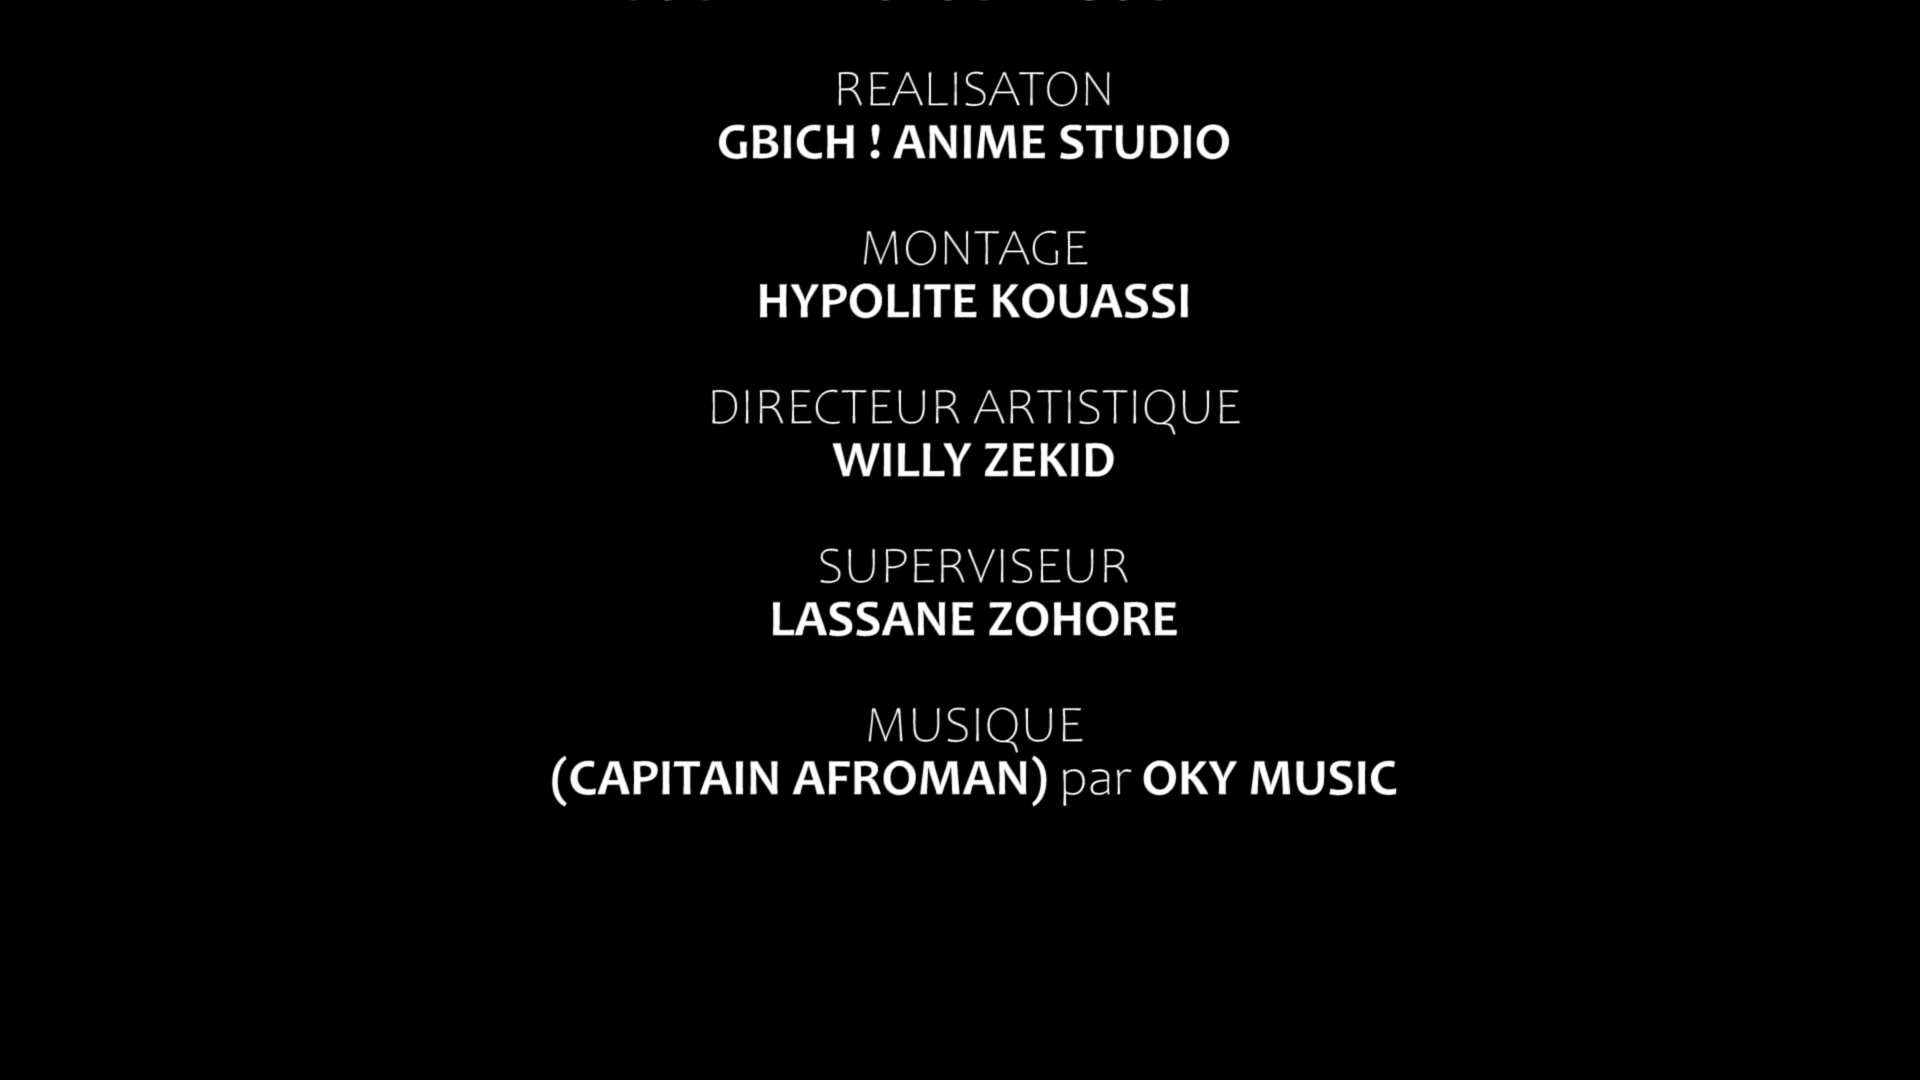 REALISATON
GBICH ! ANIME STUDIO
MONTAGE
HYPOLITE KOUASSI
DIRECTEUR ARTISTIQUE
WILLY ZEKID
SUPERVISEUR
LASSANE ZOHORE
MUSIQUE
(CAPITAIN AFROMAN) par OKY MUSIC